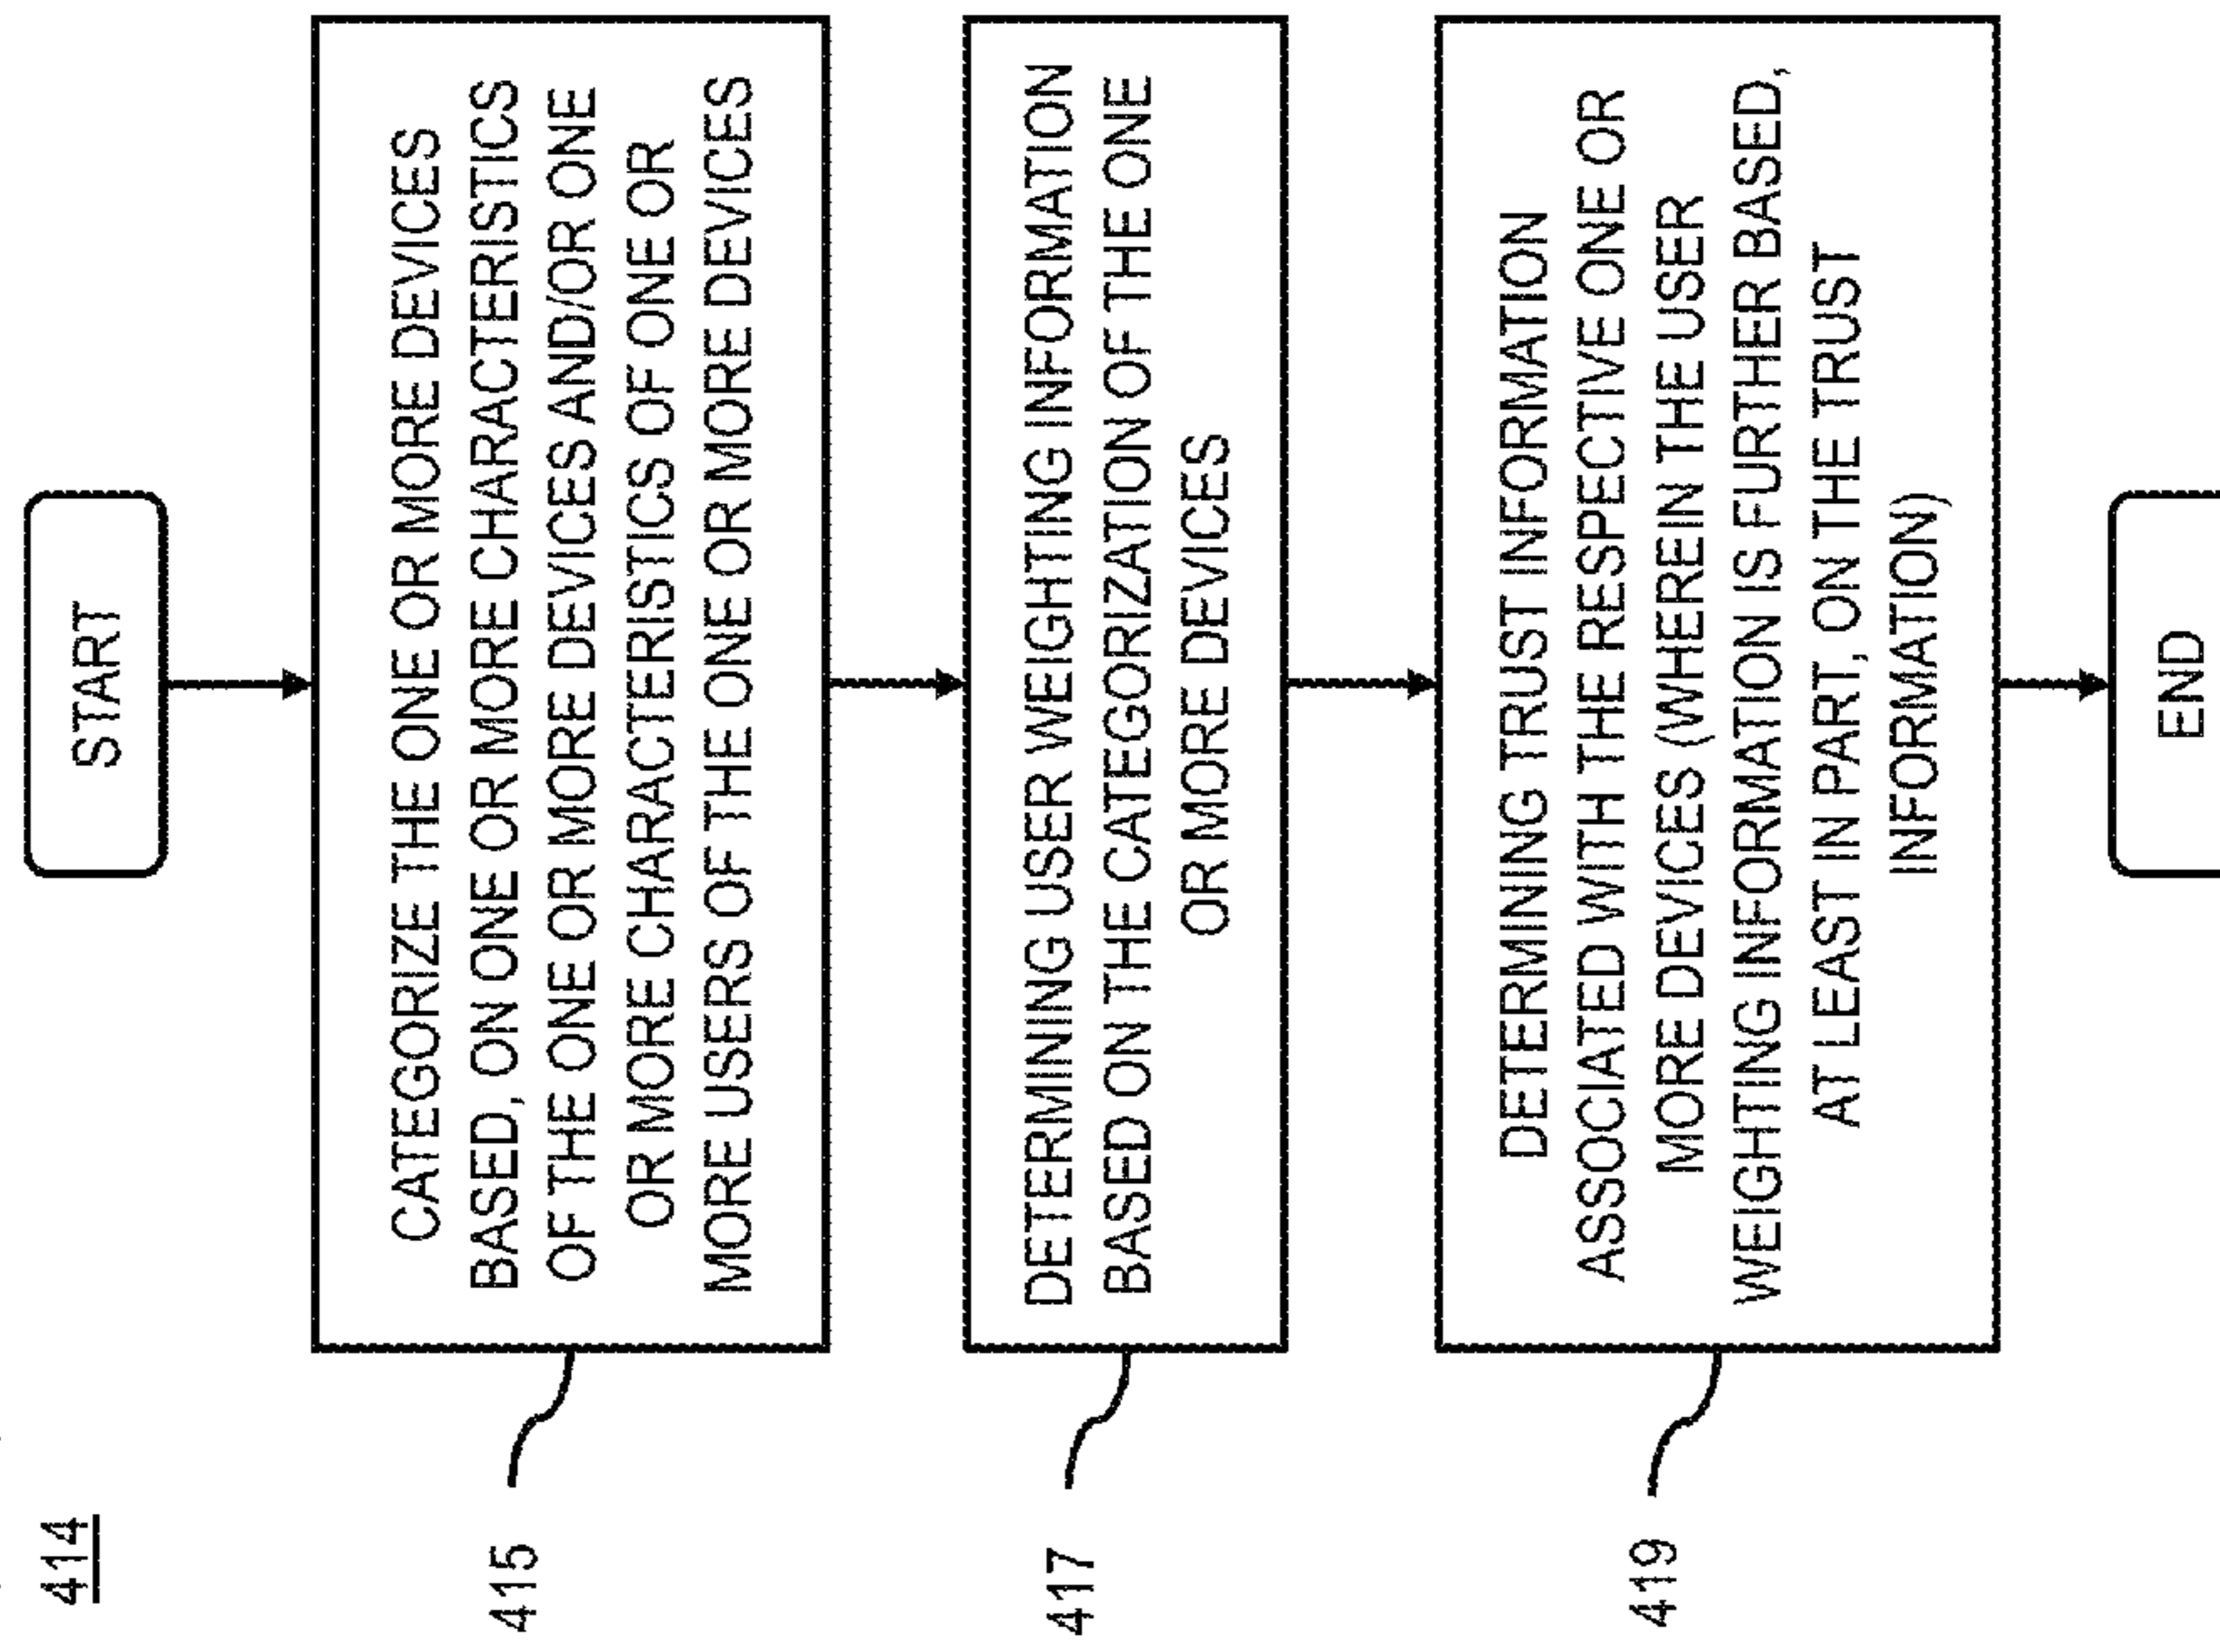 414
START
415
CATEGORIZE THE ONE OR MORE DEVICES
BASED, ON ONE OR MORE CHARACTERISTICS
OF THE ONE OR MORE DEVICES AND/OR ONE
OR MORE CHARACTERISTICS OF ONE OR
MORE USERS OF THE ONE OR MORE DEVICES
417
DETERMINING USER WEIGHTING INFORMATION
BASED ON THE CATEGORIZATION OF THE ONE
OR MORE DEVICES
419
DETERMINING TRUST INFORMATION
ASSOCIATED WITH THE RESPECTIVE ONE OR
MORE DEVICES (WHEREIN THE USER
WEIGHTING INFORMATION IS FURTHER BASED,
AT LEAST IN PART, ON THE TRUST
INFORMATION)
END